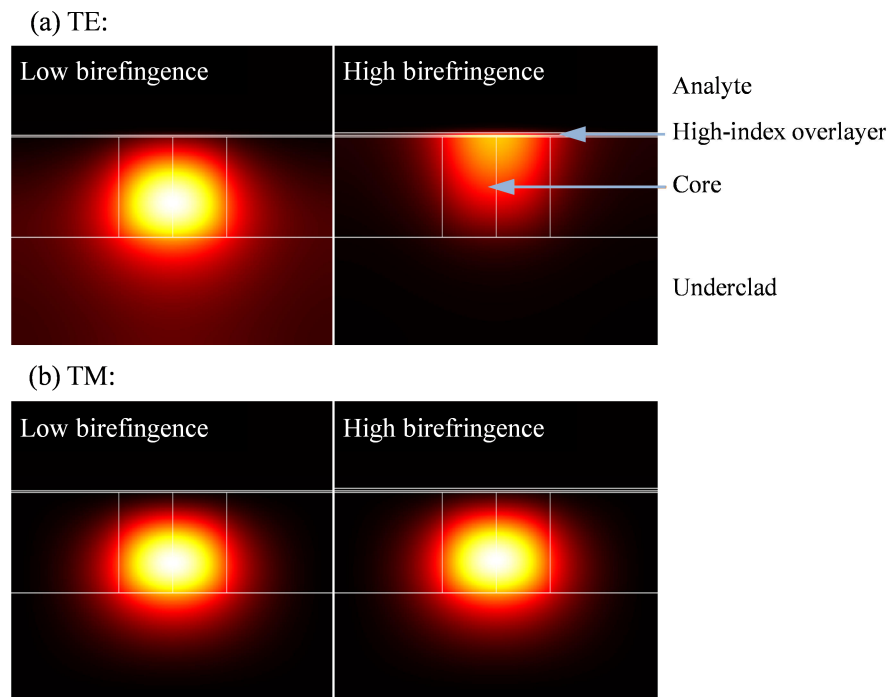 (a) TE:
Low birefingence
High birefringence
Analyte
High-index overlayer
Core
Underclad
(b) TM:
Low birefingence
High birefringence